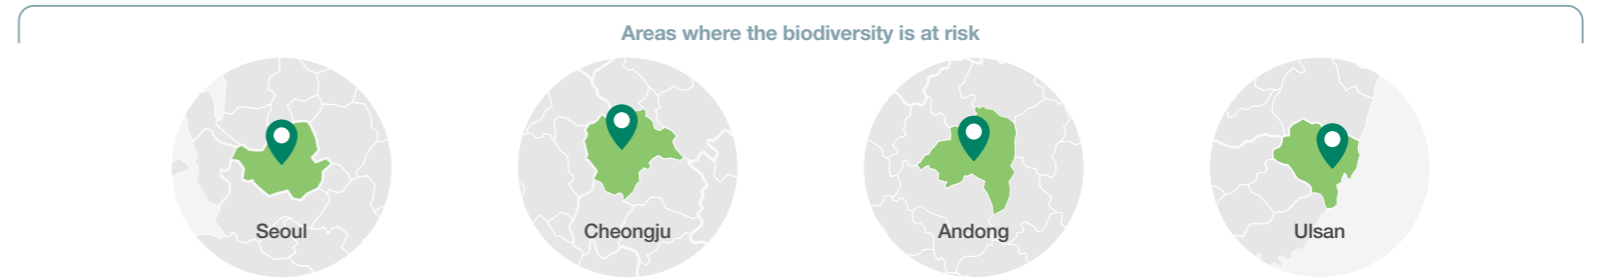 Areas where the biodiversity is at risk
Seoul
Cheongju
Andong
Ulsan